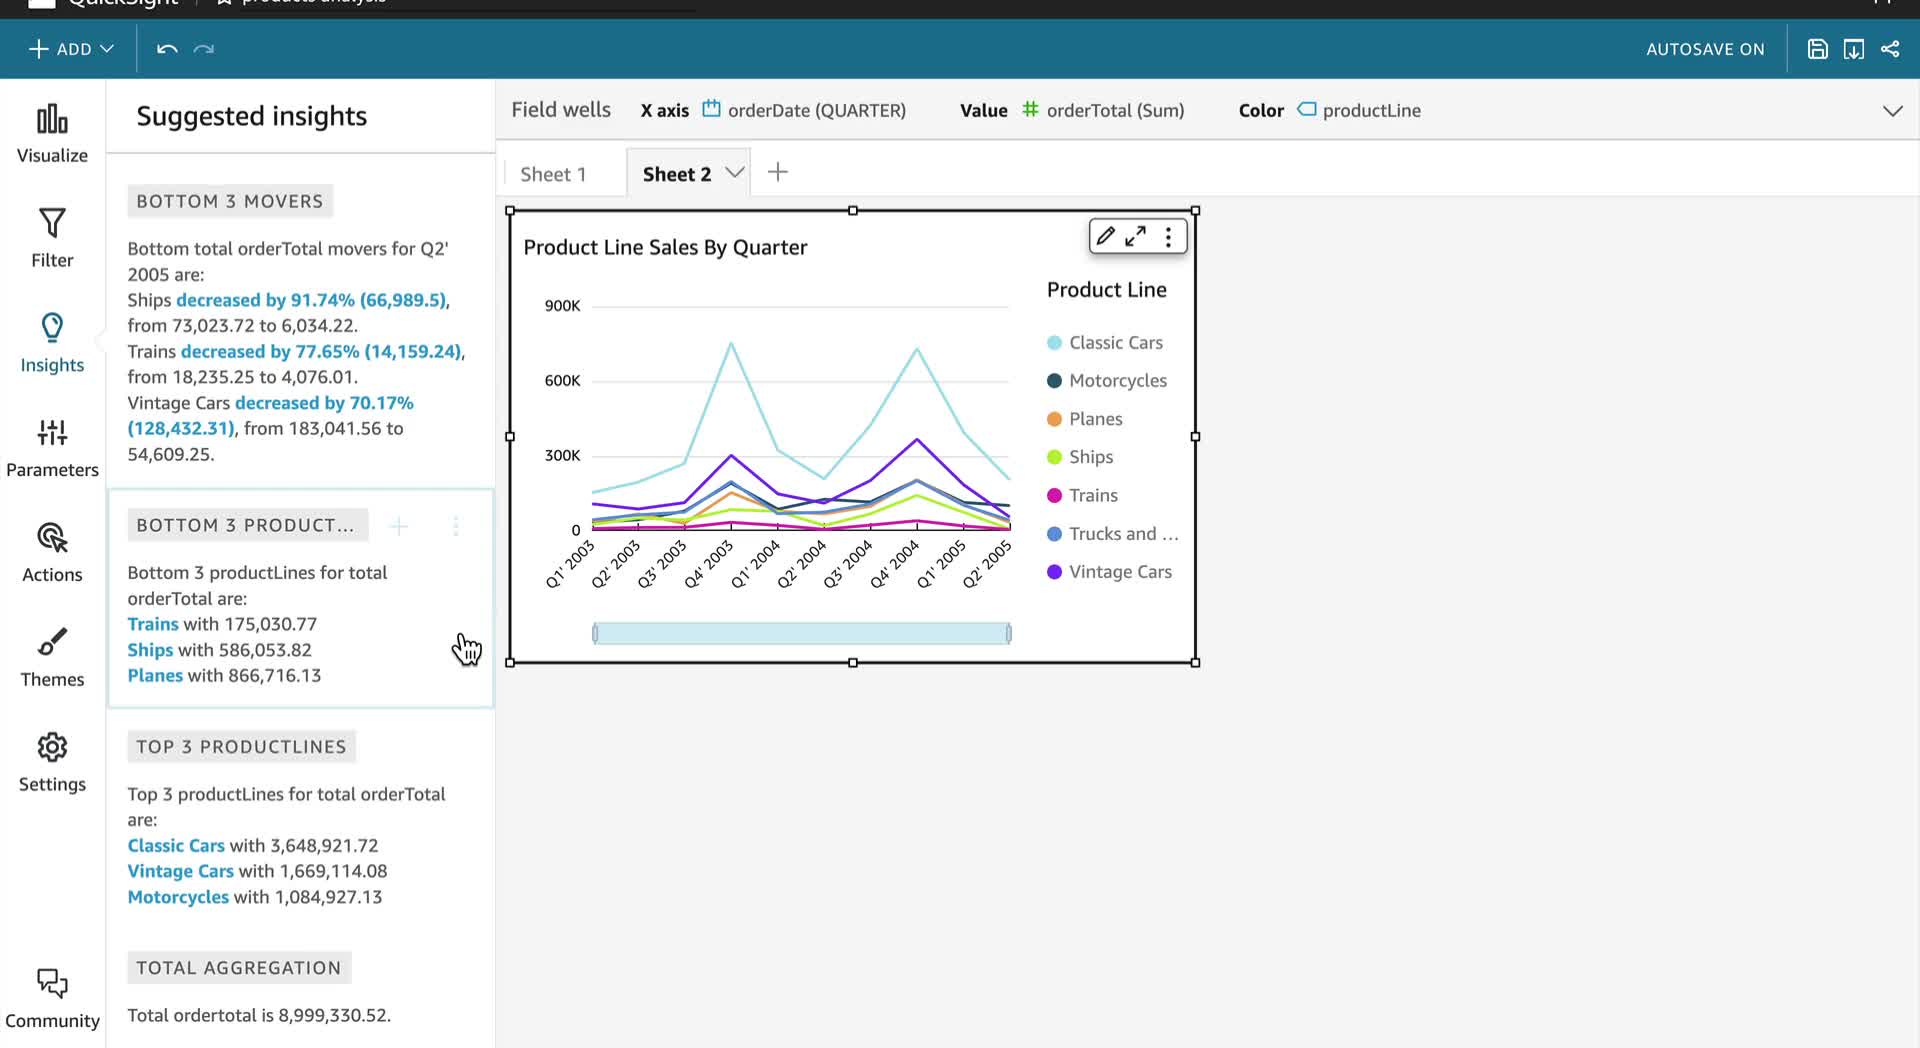 QuickSight
products analysis
ADD
AUTOSAVE ON
Visualize
Filter
Insights
Parameters
Actions
Themes
Settings
Community
Suggested insights
BOTTOM 3 MOVERS
Bottom total orderTotal movers for Q2'
2005 are:
Ships decreased by 91.74% (66,989.5),
from 73,023.72 to 6,034.22.
Trains decreased by 77.65% (14,159.24),
from 18,235.25 to 4,076.01.
Vintage Cars decreased by 70.17%
(128,432.31), from 183,041.56 to
54,609.25.
BOTTOM 3 PRODUCT...
Bottom 3 productLines for total
orderTotal are:
Trains with 175,030.77
Ships with 586,053.82
Planes with 866,716.13
TOP 3 PRODUCTLINES
Top 3 productLines for total orderTotal
are:
Classic Cars with 3,648,921.72
Vintage Cars with 1,669,114.08
Motorcycles with 1,084,927.13
TOTAL AGGREGATION
Total ordertotal is 8,999,330.52.
Field wells X axis orderDate (QUARTER) Value orderTotal (Sum) Color productLine
Sheet 1 Sheet 2
Product Line Sales By Quarter
900K
600K
300K
0
Q1' 2003 Q2' 2003 Q3' 2003 Q4' 2003 Q1' 2004 Q2' 2004 Q3' 2004 Q4' 2004 Q1' 2005 Q2' 2005
Product Line
Classic Cars
Motorcycles
Planes
Ships
Trains
Trucks and ...
Vintage Cars